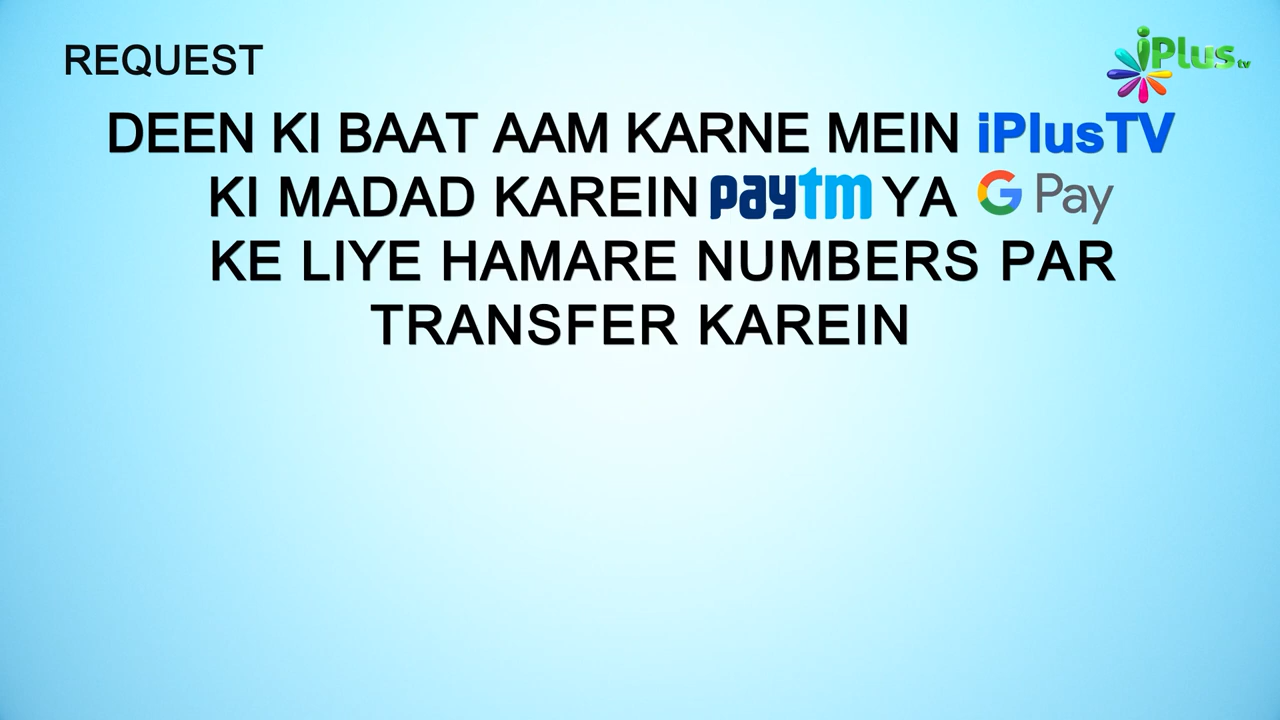 REQUEST
iPlus tv
DEEN KI BAAT AAM KARNE MEIN iPlusTV
KI MADAD KAREIN paytm YA G Pay
KE LIYE HAMARE NUMBERS PAR
TRANSFER KAREIN